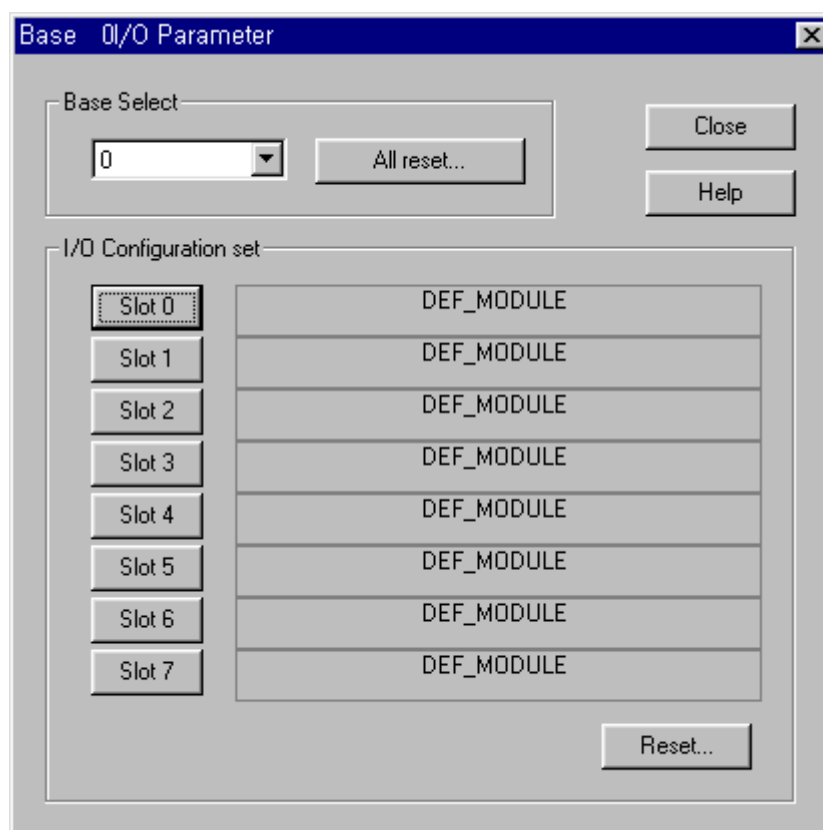 Base 0I/O Parameter
Base Select
0
All reset...
Close
Help
I/O Configuration set
Slot 0 DEF_MODULE
Slot 1 DEF_MODULE
Slot 2 DEF_MODULE
Slot 3 DEF_MODULE
Slot 4 DEF_MODULE
Slot 5 DEF_MODULE
Slot 6 DEF_MODULE
Slot 7 DEF_MODULE
Reset...